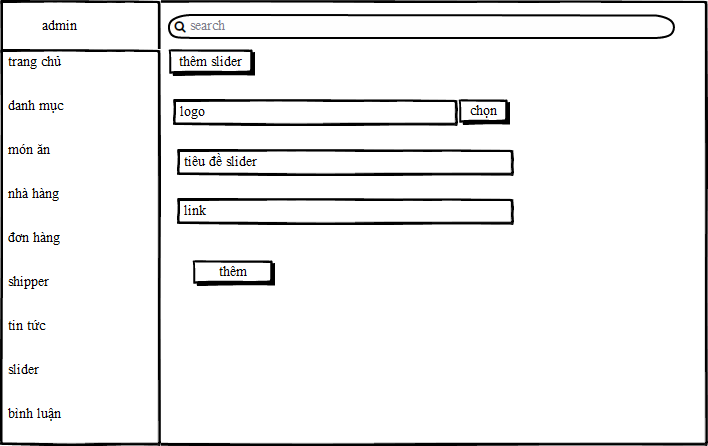 admin
search
trang chủ
thêm slider
danh mục
logo
chọn
món ăn
tiêu đề slider
nhà hàng
link
đơn hàng
thêm
shipper
tin tức
slider
bình luận